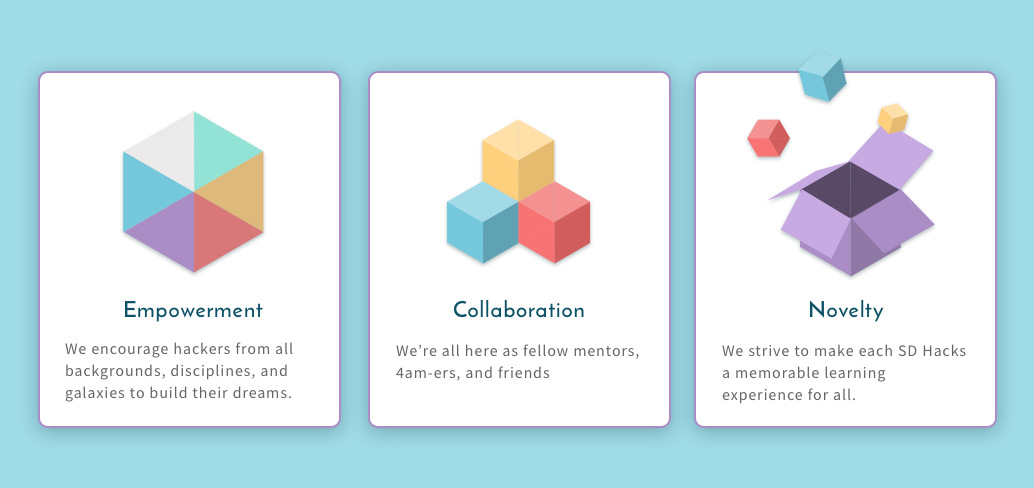 Empowerment
We encourage hackers from all
backgrounds, disciplines, and
galaxies to build their dreams.
Collaboration
We’re all here as fellow mentors,
4am-ers, and friends
Novelty
We strive to make each SD Hacks
a memorable learning
experience for all.